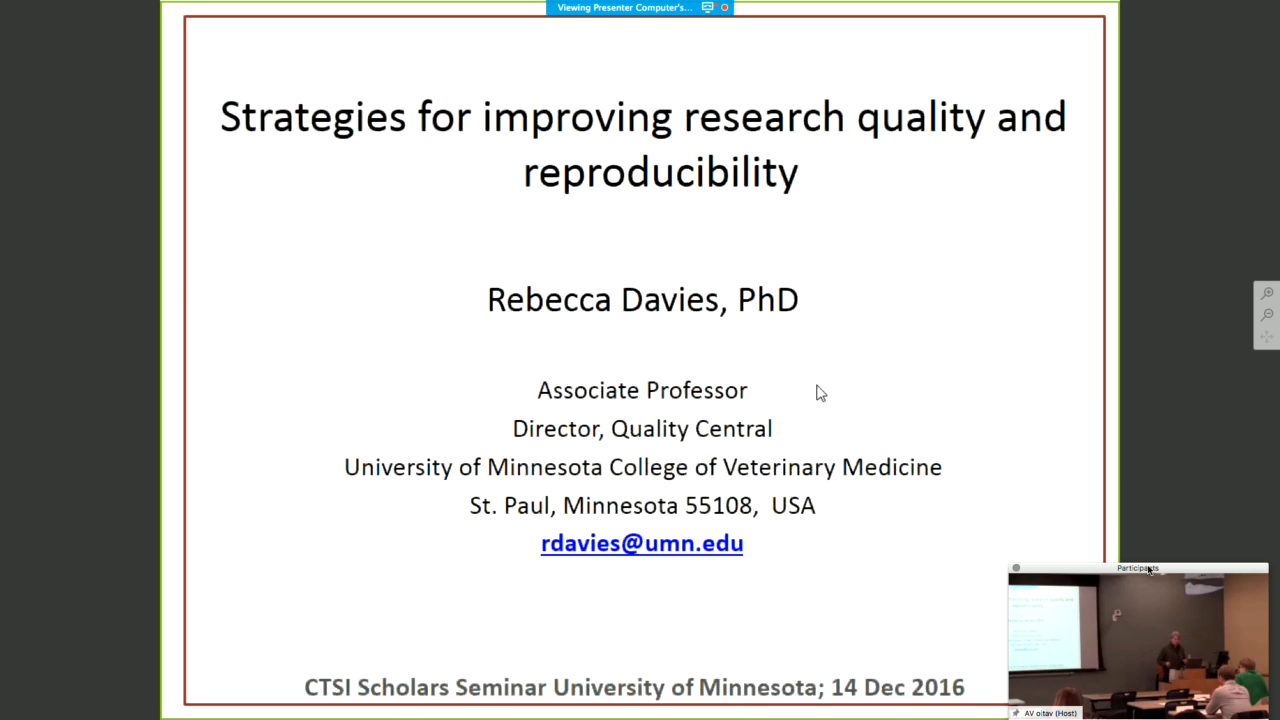 Viewing Presenter Computer's...
Strategies for improving research quality and
reproducibility
Rebecca Davies, PhD
Associate Professor
Director, Quality Central
University of Minnesota College of Veterinary Medicine
St. Paul, Minnesota 55108, USA
rdavies@umn.edu
CTSI Scholars Seminar University of Minnesota; 14 Dec 2016
Participants
AV oitav (Host)